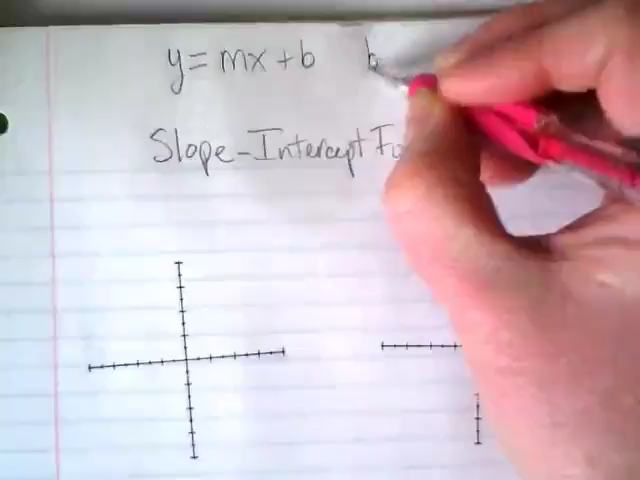 y = mx + b b
Slope-Intercept